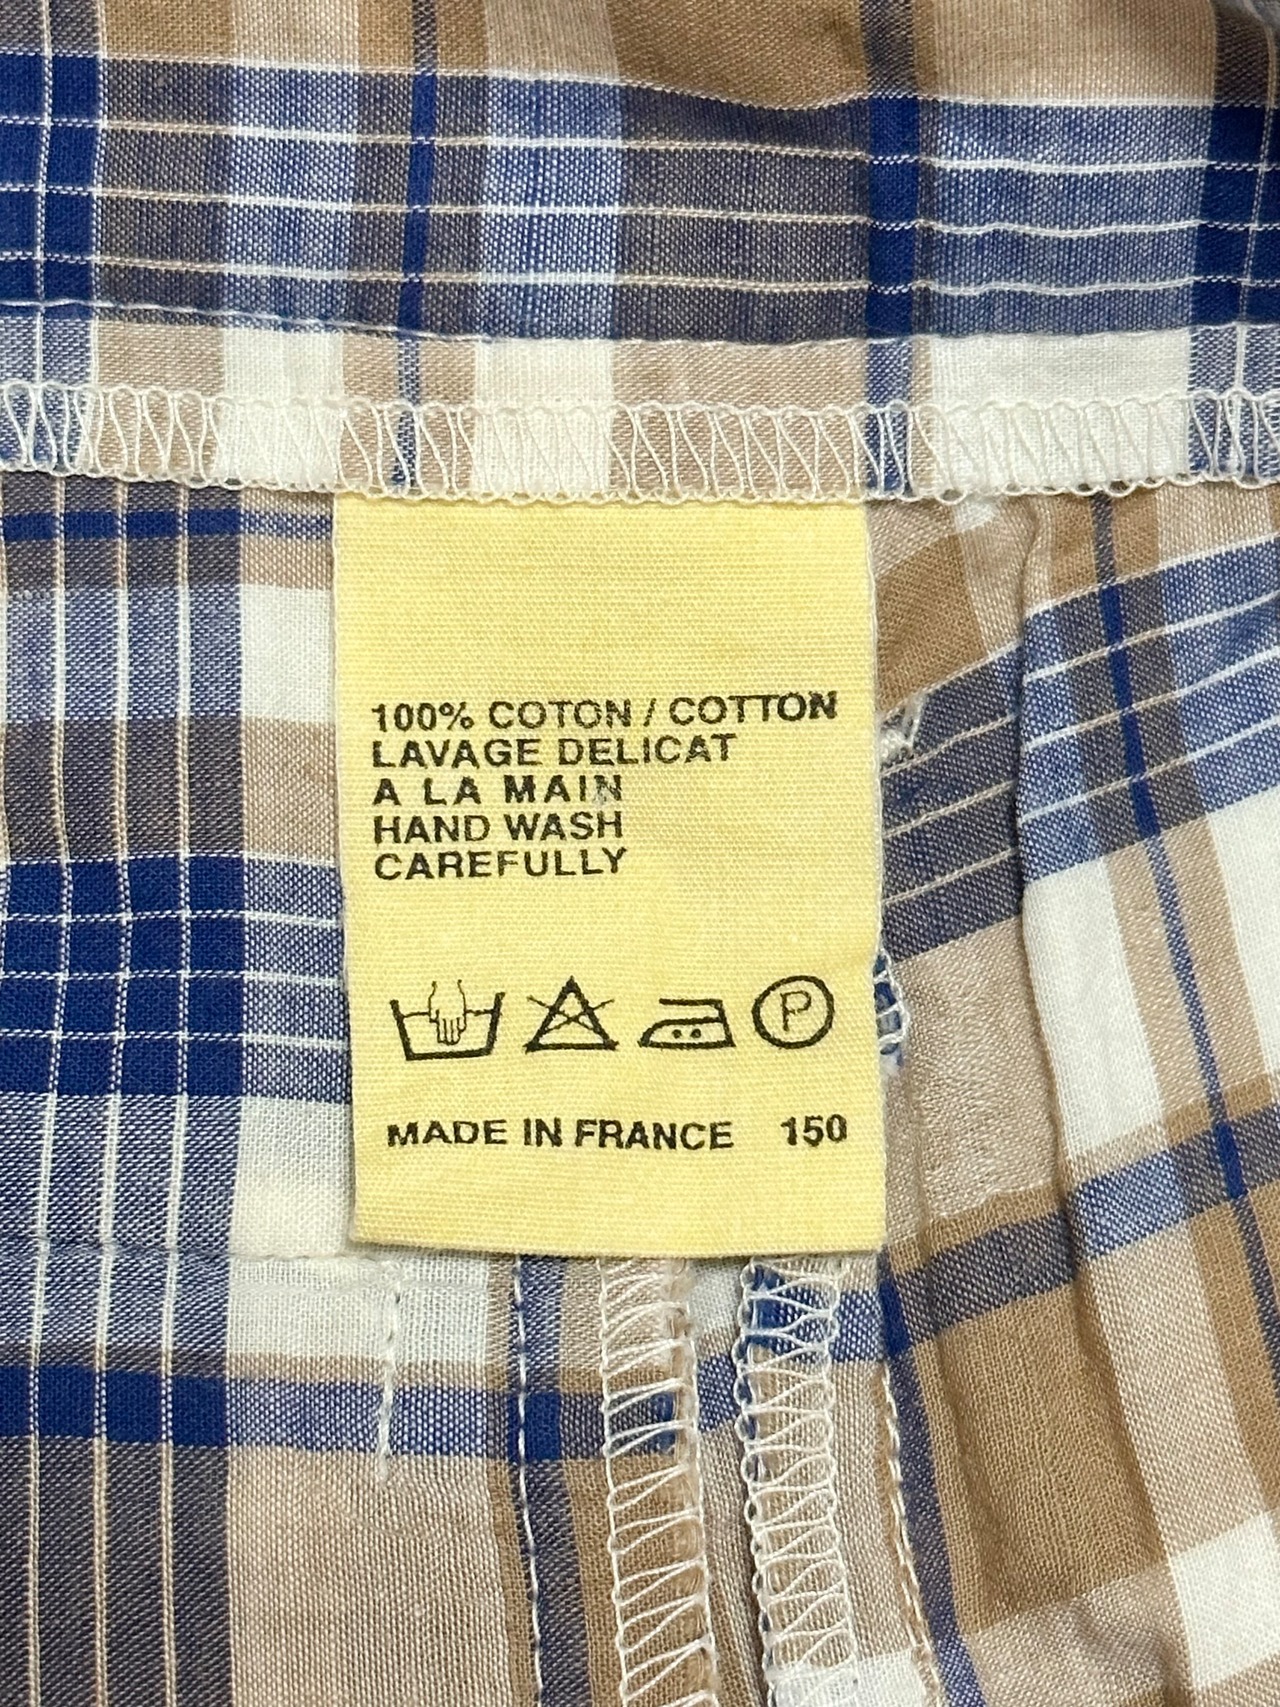 100% COTON / COTTON
LAVAGE DELICAT
A LA MAIN
HAND WASH
CAREFULLY
P
MADE IN FRANCE 150